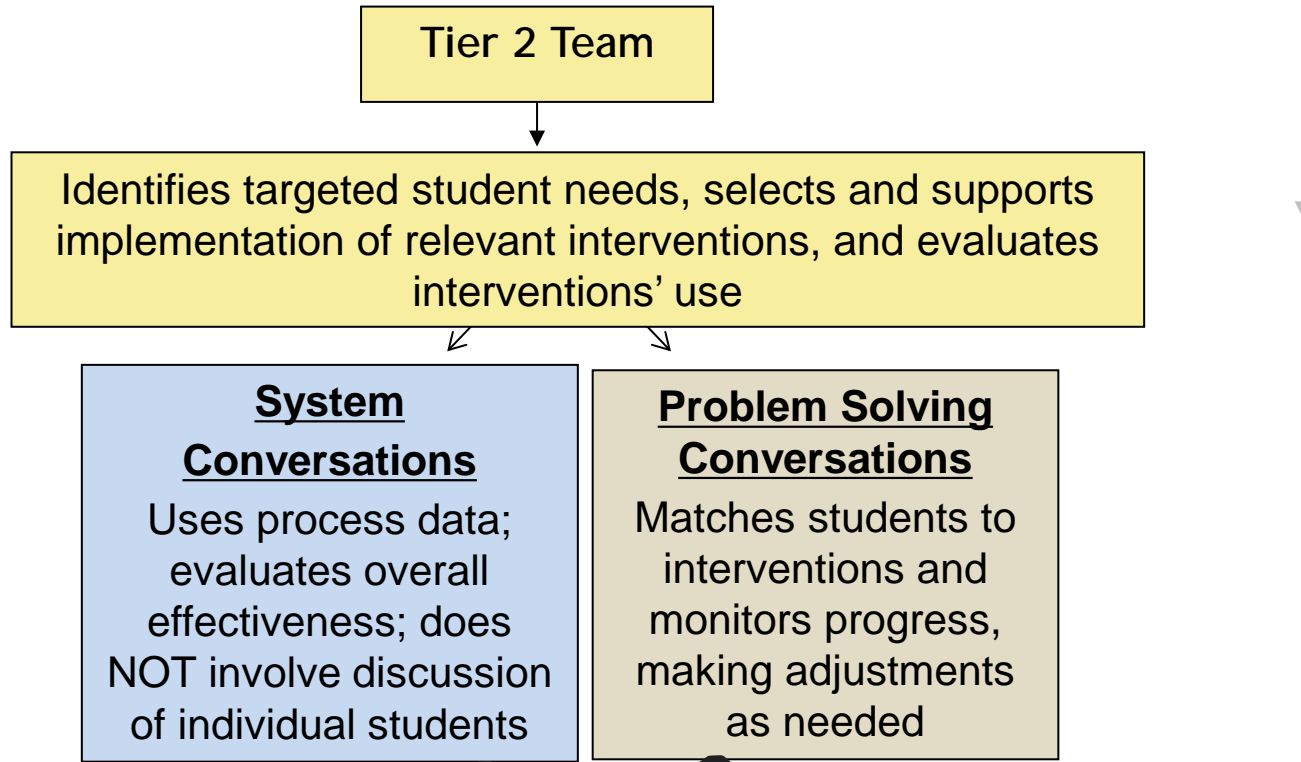 Tier 2 Team
Identifies targeted student needs, selects and supports
implementation of relevant interventions, and evaluates
interventions’ use
System
Conversations
Uses process data;
evaluates overall
effectiveness; does
NOT involve discussion
of individual students
Problem Solving
Conversations
Matches students to
interventions and
monitors progress,
making adjustments
as needed